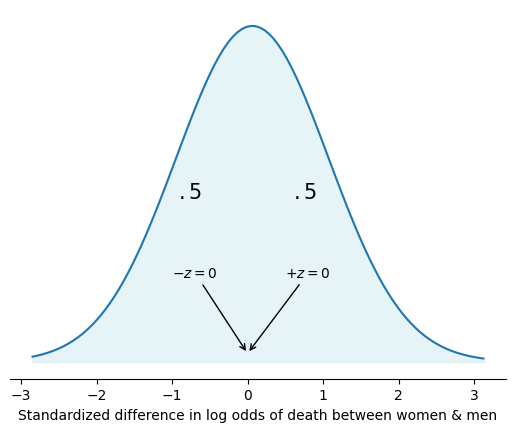 .5 .5
−z = 0 +z = 0
−3 −2 −1 0 1 2 3
Standardized difference in log odds of death between women & men